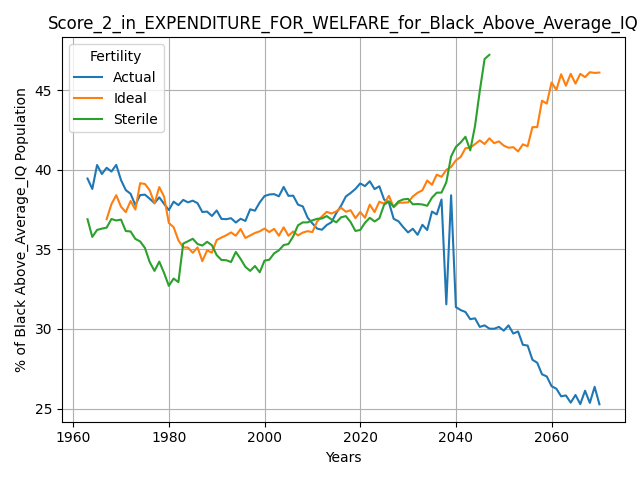 Score_2_in_EXPENDITURE_FOR_WELFARE_for_Black_Above_Average_IQ
Fertility
Actual
Ideal
Sterile
% of Black Above_Average_IQ Population
45
40
35
30
25
1960
1980
2000
2020
2040
2060
Years